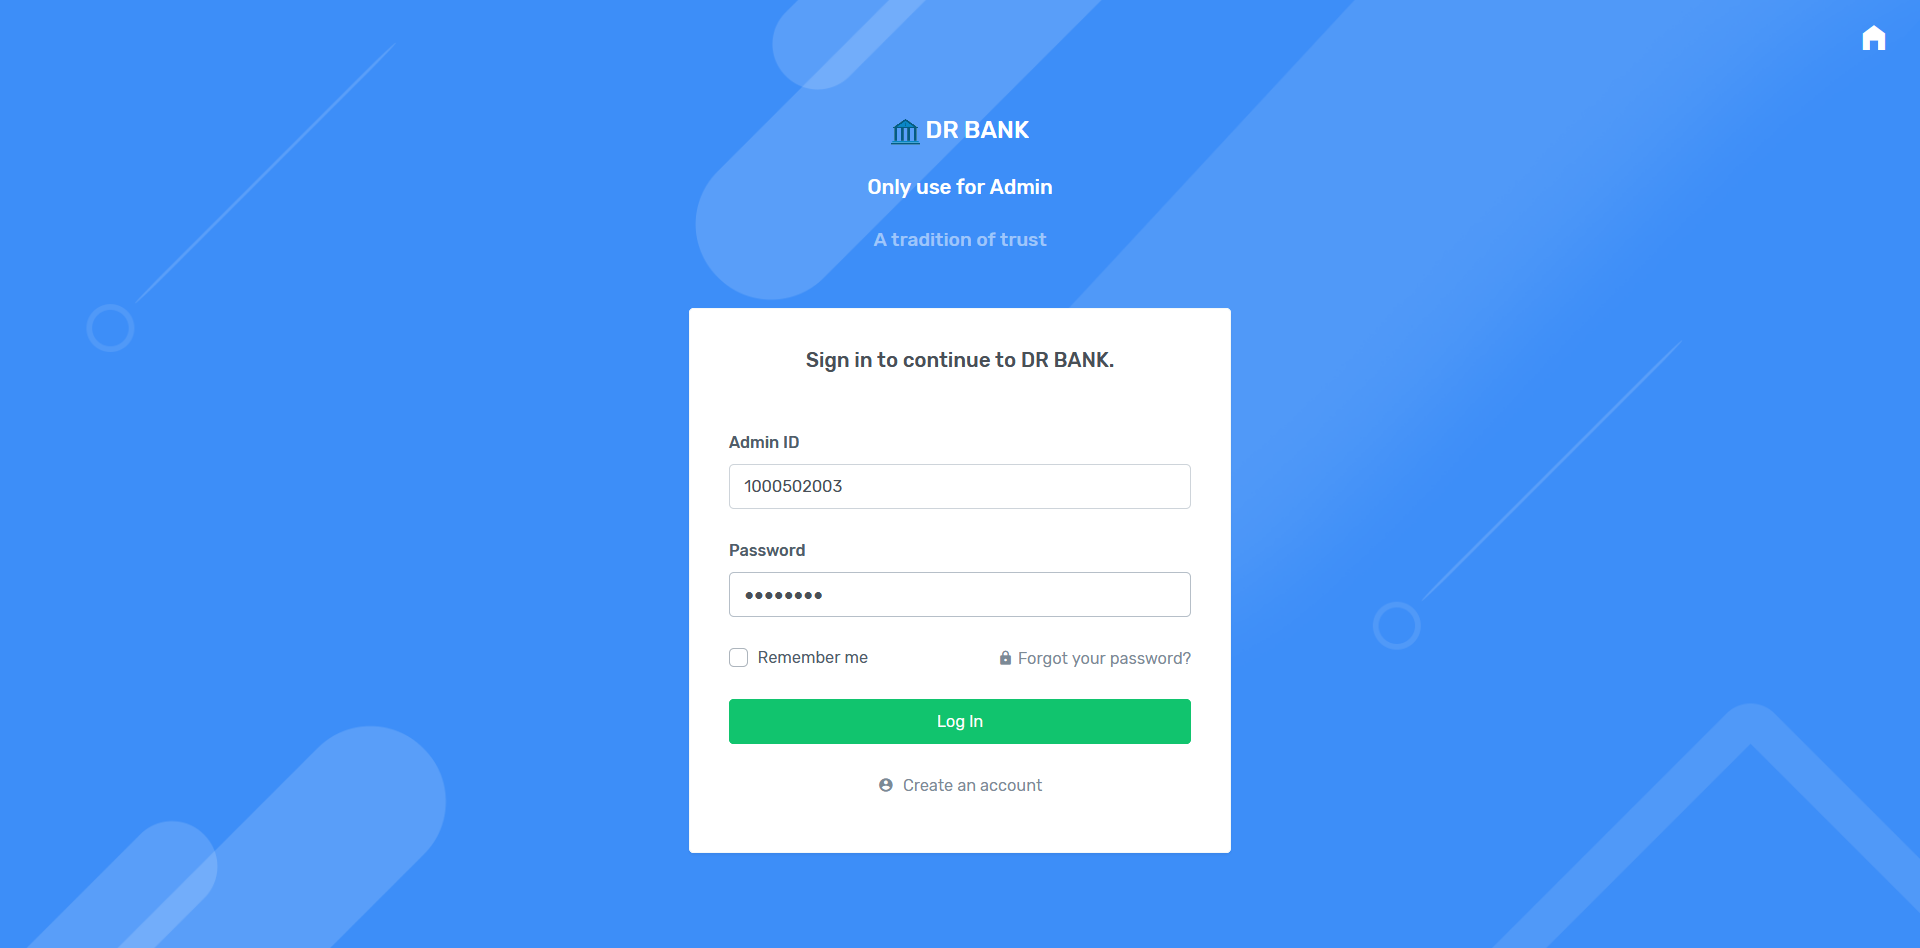 DR BANK
Only use for Admin
A tradition of trust
Sign in to continue to DR BANK.
Admin ID
1000502003
Password
••••••••
Remember me
Forgot your password?
Log In
Create an account